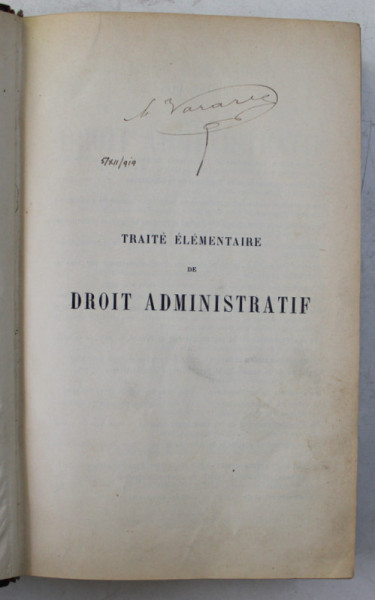 TRAITÉ ÉLÉMENTAIRE
DE
DROIT ADMINISTRATIF